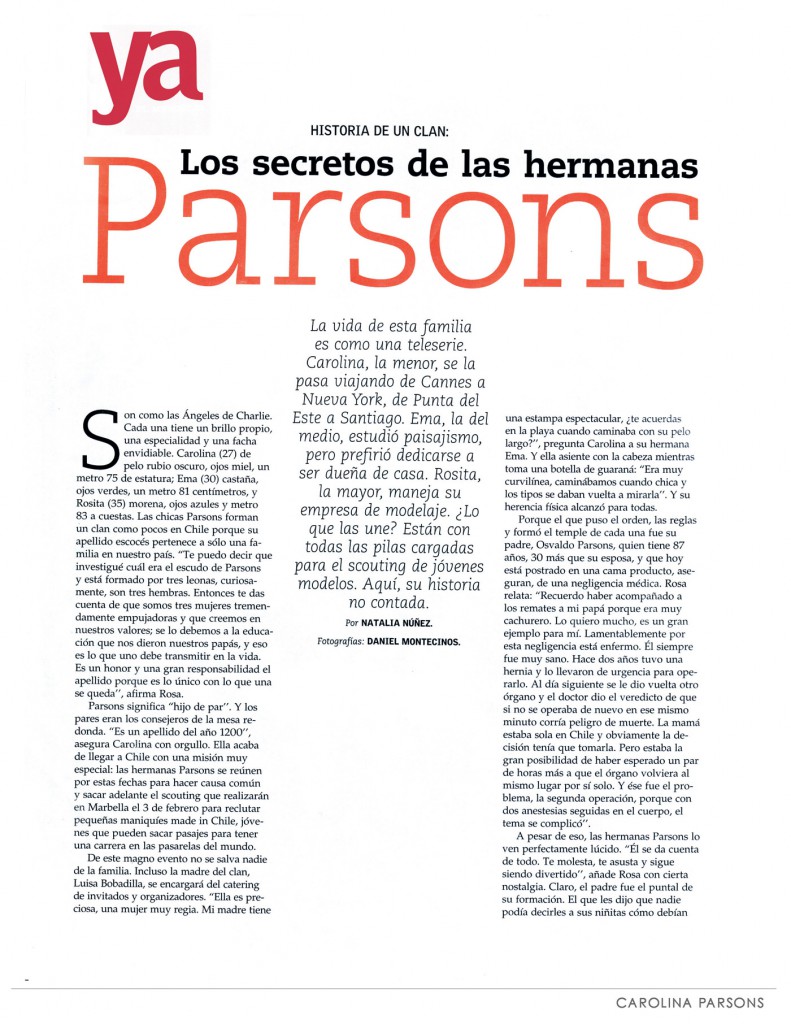 ya
HISTORIA DE UN CLAN:
Los secretos de las hermanas
Parsons
La vida de esta familia
es como una teleserie.
Carolina, la menor, se la
pasa viajando de Cannes a
Nueva York, de Punta del
Este a Santiago. Ema, la del
medio, estudió paisajismo,
pero prefirió dedicarse a
ser dueña de casa. Rosita,
la mayor, maneja su
empresa de modelaje. ¿Lo
que las une? Están con
todas las pilas cargadas
para el scouting de jóvenes
modelos. Aquí, su historia
no contada.
Por NATALIA NÚÑEZ.
Fotografías: DANIEL MONTECINOS.
Son como las Ángeles de Charlie.
Cada una tiene un brillo propio,
una especialidad y una facha
envidiable. Carolina (27) de
pelo rubio oscuro, ojos miel, un
metro 75 de estatura; Ema (30) castaña,
ojos verdes, un metro 81 centímetros, y
Rosita (35) morena, ojos azules y metro
83 a cuestas. Las chicas Parsons forman
un clan como pocos en Chile porque su
apellido escocés pertenece a sólo una fa-
milia en nuestro país. “Te puedo decir que
investigué cuál era el escudo de Parsons
y está formado por tres leonas, curiosa-
mente, son tres hembras. Entonces te das
cuenta de que somos tres mujeres tremen-
damente empujadoras y que creemos en
nuestros valores; se lo debemos a la educa-
ción que nos dieron nuestros papás, y eso
es lo que uno debe transmitir en la vida.
Es un honor y una gran responsabilidad el
apellido porque es lo único con lo que una
se queda”, afirma Rosa.
Parsons significa “hijo de par”. Y los
pares eran los consejeros de la mesa re-
donda. “Es un apellido del año 1200”,
asegura Carolina con orgullo. Ella acaba
de llegar a Chile con una misión muy
especial: las hermanas Parsons se reúnen
por estas fechas para hacer causa común
y sacar adelante el scouting que realizarán
en Marbella el 3 de febrero para reclutar
pequeñas maniquíes made in Chile, jóve-
nes que pueden sacar pasajes para tener
una carrera en las pasarelas del mundo.
De este magno evento no se salva nadie
de la familia. Incluso la madre del clan,
Luisa Bobadilla, se encargará del catering
de invitados y organizadores. “Ella es pre-
ciosa, una mujer muy regia. Mi madre tiene
una estampa espectacular, ¿te acuerdas
en la playa cuando caminaba con su pelo
largo?”, pregunta Carolina a su hermana
Ema. Y ella asiente con la cabeza mientras
toma una botella de guaraná: “Era muy
curvilínea, caminábamos cuando chica y
los tipos se daban vuelta a mirarla”. Y su
herencia física alcanzó para todas.
Porque el que puso el orden, las reglas
y formó el temple de cada una fue su
padre, Osvaldo Parsons, quien tiene 87
años, 30 más que su esposa, y que hoy
está postrado en una cama producto, ase-
guran, de una negligencia médica. Rosa
relata: “Recuerdo haber acompañado a
los remates a mi papá porque era muy
cachurero. Lo quiero mucho, es un gran
ejemplo para mí. Lamentablemente por
esta negligencia está enfermo. Él siempre
fue muy sano. Hace dos años tuvo una
hernia y lo llevaron de urgencia para ope-
rarlo. Al día siguiente se le dio vuelta otro
órgano y el doctor dio el veredicto de que
si no se operaba de nuevo en ese mismo
minuto corría peligro de muerte. La mamá
estaba sola en Chile y obviamente la de-
cisión tenía que tomarla. Pero estaba la
gran posibilidad de haber esperado un par
de horas más a que el órgano volviera al
mismo lugar por sí solo. Y ése fue el pro-
blema, la segunda operación, porque con
dos anestesias seguidas en el cuerpo, el
tema se complicó”.
A pesar de eso, las hermanas Parsons lo
ven perfectamente lúcido. “Él se da cuenta
de todo. Te molesta, te asusta y sigue
siendo divertido”, añade Rosa con cierta
nostalgia. Claro, el padre fue el puntal de
su formación. El que les dijo que nadie
podía decirles a sus niñitas cómo debían
CAROLINA PARSONS